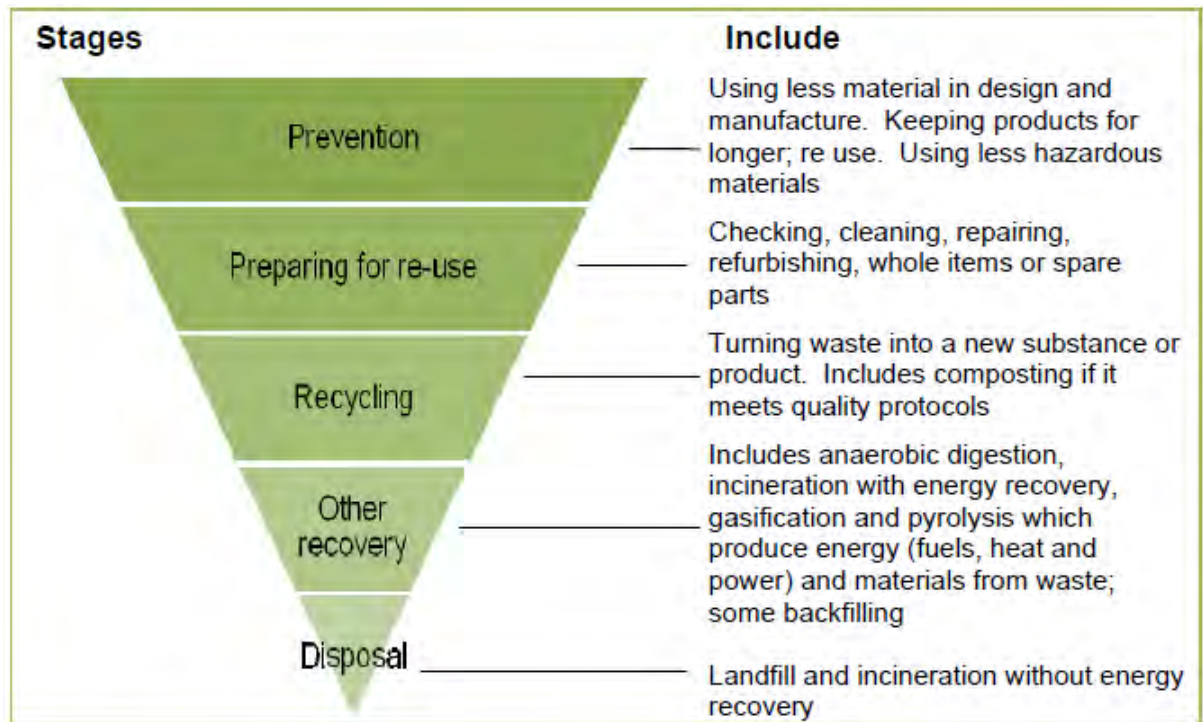 Stages
Include
Prevention
Using less material in design and
manufacture.  Keeping products for
longer; re use.  Using less hazardous
materials
Preparing for re-use
Checking, cleaning, repairing,
refurbishing, whole items or spare
parts
Recycling
Turning waste into a new substance or
product.  Includes composting if it
meets quality protocols
Other
recovery
Includes anaerobic digestion,
incineration with energy recovery,
gasification and pyrolysis which
produce energy (fuels, heat and
power) and materials from waste;
some backfilling
Disposal
Landfill and incineration without energy
recovery